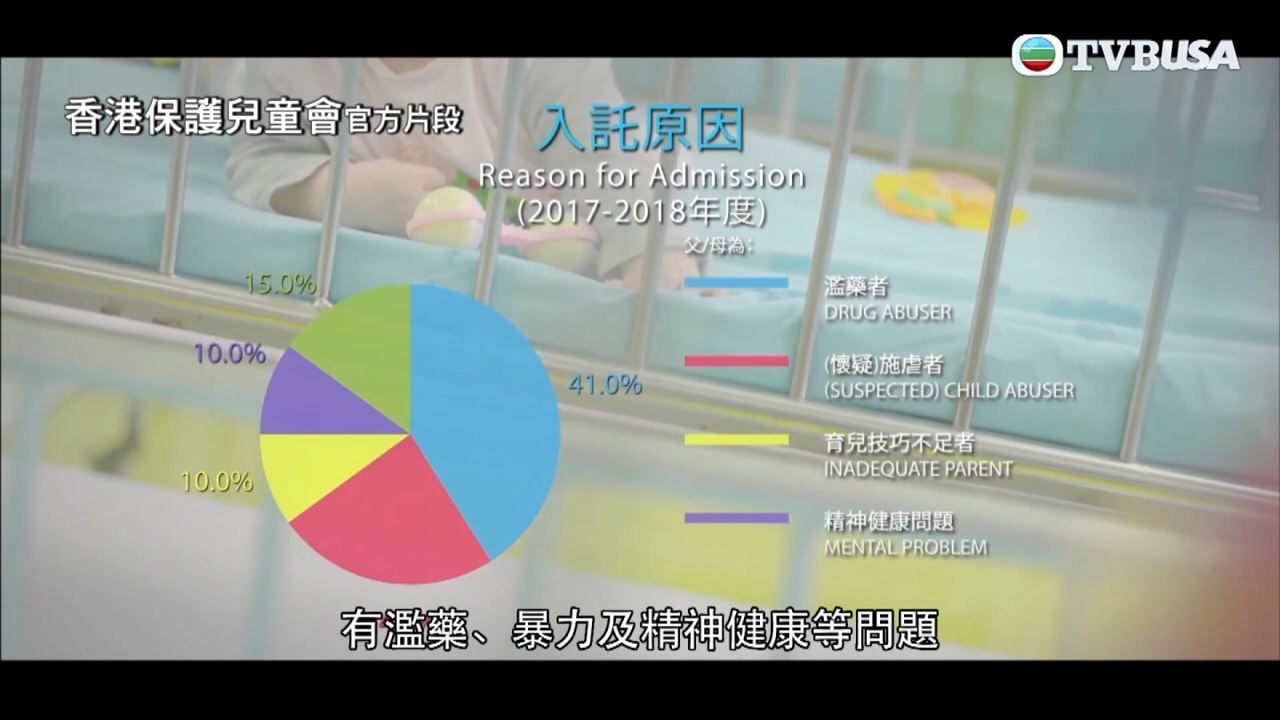 TVBUSA
香港保護兒童會官方片段
入託原因
Reason for Admission
(2017-2018年度)
父/母為:
濫藥者
DRUG ABUSER
(懷疑)施虐者
(SUSPECTED) CHILD ABUSER
育兒技巧不足者
INADEQUATE PARENT
精神健康問題
MENTAL PROBLEM
15.0%
10.0%
41.0%
10.0%
有濫藥、暴力及精神健康等問題